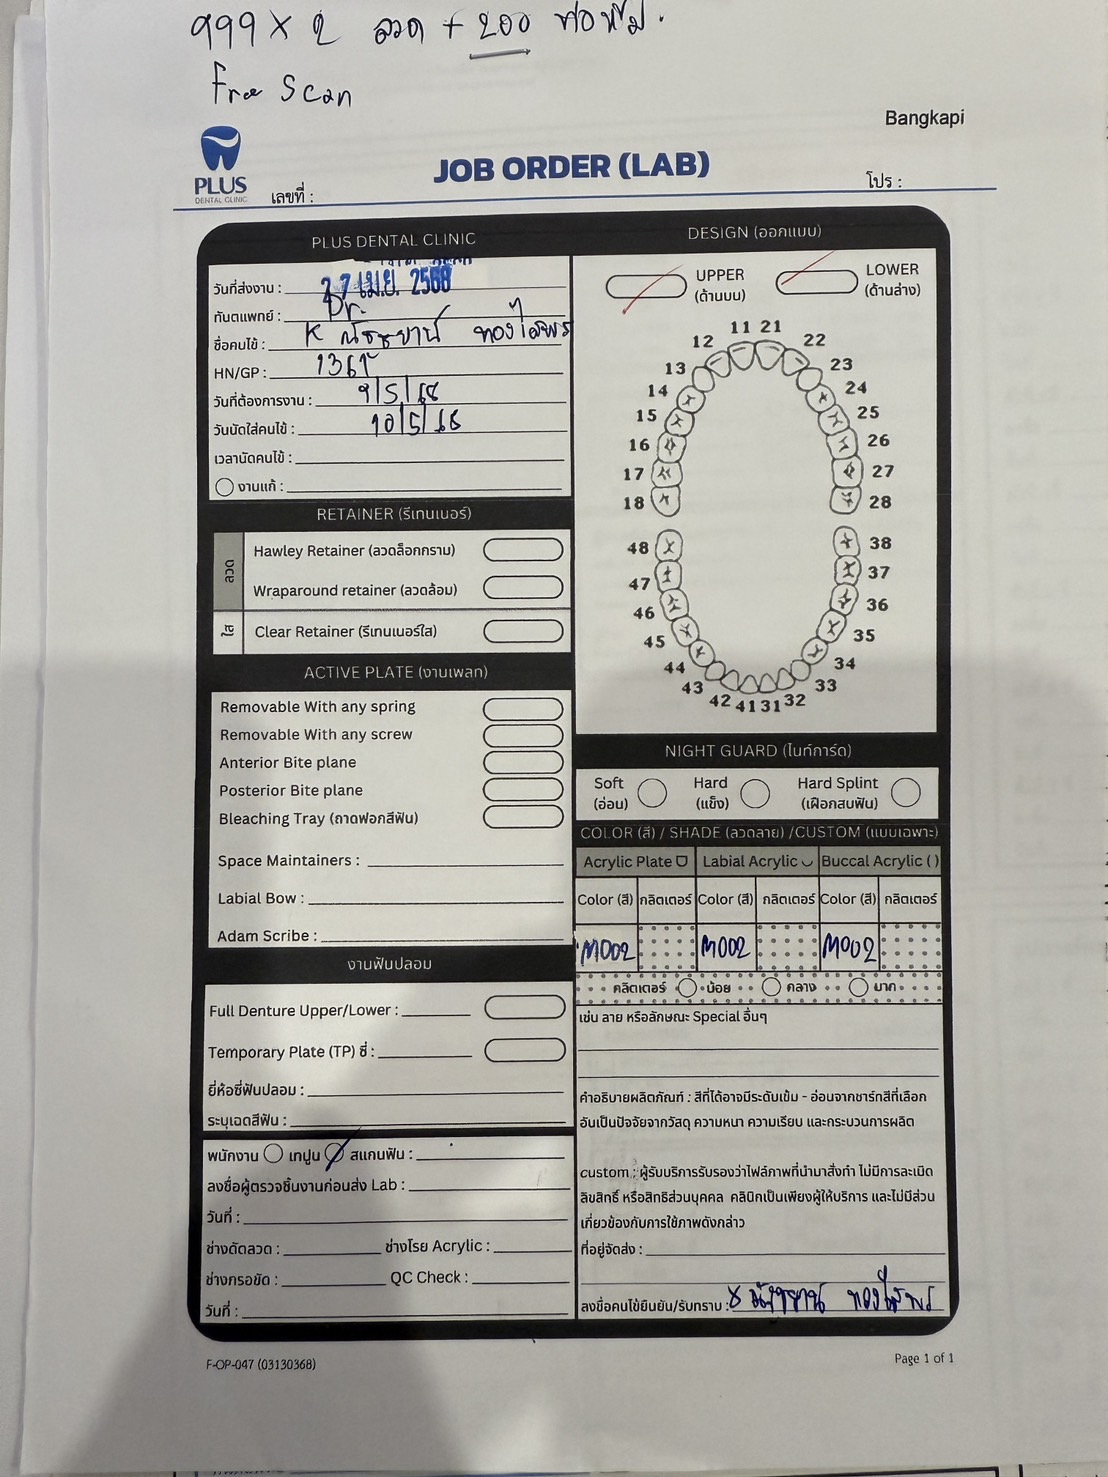 999 x 2 ลวด + 200 ท่อพิม.
Free Scan
Bangkapi
PLUS
DENTAL CLINIC
JOB ORDER (LAB)
เลขที่ :
โปร :
PLUS DENTAL CLINIC
วันที่ส่งงาน : 27 เม.ย. 2568
ทันตแพทย์ : Dr.
ชื่อคนไข้ : K ณัธชยาน์ ทองไสพร
HN/GP :
วันที่ต้องการงาน : 9/5/68
วันนัดใส่คนไข้ : 10/5/68
เวลานัดคนไข้ :
งานแก้ :
RETAINER (รีเทนเนอร์)
ลวด
Hawley Retainer (ลวดล็อกกราม)
Wraparound retainer (ลวดล้อม)
ใส
Clear Retainer (รีเทนเนอร์ใส)
ACTIVE PLATE (งานเพลท)
Removable With any spring
Removable With any screw
Anterior Bite plane
Posterior Bite plane
Bleaching Tray (ถาดฟอกสีฟัน)
Space Maintainers :
Labial Bow :
Adam Scribe :
งานฟันปลอม
Full Denture Upper/Lower :
Temporary Plate (TP) ซี่ :
ยี่ห้อซี่ฟันปลอม :
ระบุเฉดสีฟัน :
พนักงาน เทปูน สแกนฟัน :
ลงชื่อผู้ตรวจชิ้นงานก่อนส่ง Lab :
วันที่ :
ช่างดัดลวด : ช่างโรย Acrylic :
ช่างกรอขัด : QC Check :
วันที่ :
DESIGN (ออกแบบ)
UPPER
(ด้านบน)
LOWER
(ด้านล่าง)
11 21
12 22
13 23
14 24
15 25
16 26
17 27
18 28
48 38
47 37
46 36
45 35
44 34
43 33
42 41 31 32
NIGHT GUARD (ไนท์การ์ด)
Soft
(อ่อน)
Hard
(แข็ง)
Hard Splint
(เฝือกสบฟัน)
COLOR (สี) / SHADE (ลวดลาย) /CUSTOM (แบบเฉพาะ)
Acrylic Plate Labial Acrylic Buccal Acrylic ( )
Color (สี) กลิตเตอร์ Color (สี) กลิตเตอร์ Color (สี) กลิตเตอร์
M002 M002 M002
กลิตเตอร์ น้อย กลาง มาก
เช่น ลาย หรือลักษณะ Special อื่นๆ
คำอธิบายผลิตภัณฑ์ : สีที่ได้อาจมีระดับเข้ม - อ่อนจากชาร์ทสีที่เลือก
อันเป็นปัจจัยจากวัสดุ ความหนา ความเรียบ และกระบวนการผลิต
custom : ผู้รับบริการรับรองว่าไฟล์ภาพที่นำมาสั่งทำ ไม่มีการละเมิด
ลิขสิทธิ์ หรือสิทธิส่วนบุคคล คลินิกเป็นเพียงผู้ให้บริการ และไม่มีส่วน
เกี่ยวข้องกับการใช้ภาพดังกล่าว
ที่อยู่จัดส่ง :
ลงชื่อคนไข้ยืนยัน/รับทราบ : x ณัธชยาน์ ทองไสพร
F-OP-047 (03130368)
Page 1 of 1